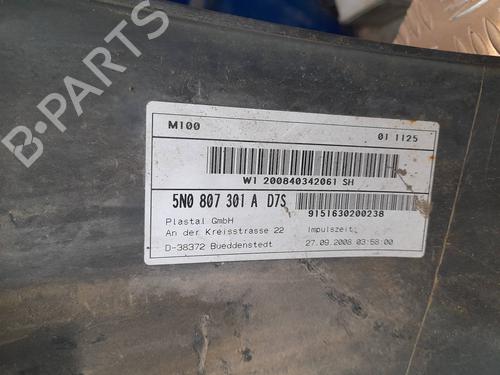 B-PARTS
M100
01 1125
W1 200840342061 SH
5N0 807 301 A D7S
9151630200238
Plastal GmbH
An der Kreisstrasse 22
D-38372 Bueddenstedt
Impulszeit:
27.09.2008 03:58:00